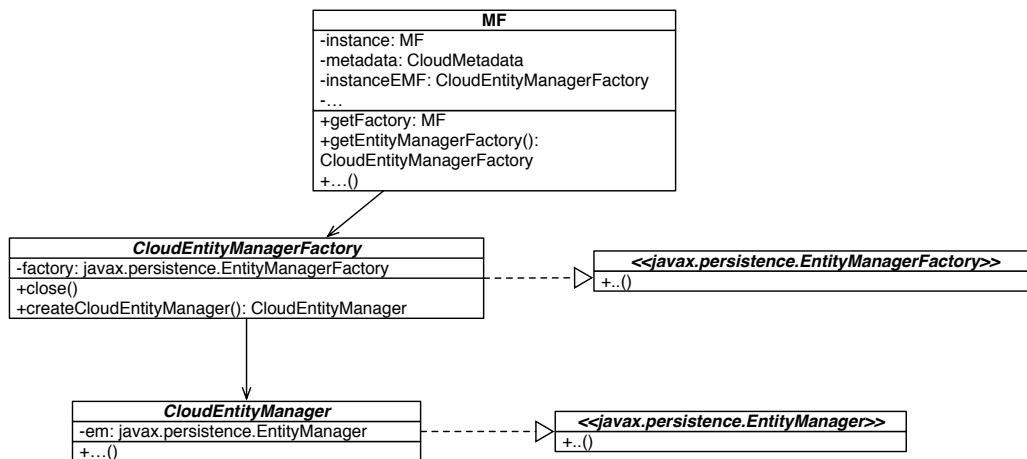 MF
-instance: MF
-metadata: CloudMetadata
-instanceEMF: CloudEntityManagerFactory
-...
+getFactory: MF
+getEntityManagerFactory():
CloudEntityManagerFactory
+...()
CloudEntityManagerFactory
-factory: javax.persistence.EntityManagerFactory
+close()
+createCloudEntityManager(): CloudEntityManager
<<javax.persistence.EntityManagerFactory>>
+..()
CloudEntityManager
-em: javax.persistence.EntityManager
+...()
<<javax.persistence.EntityManager>>
+..()